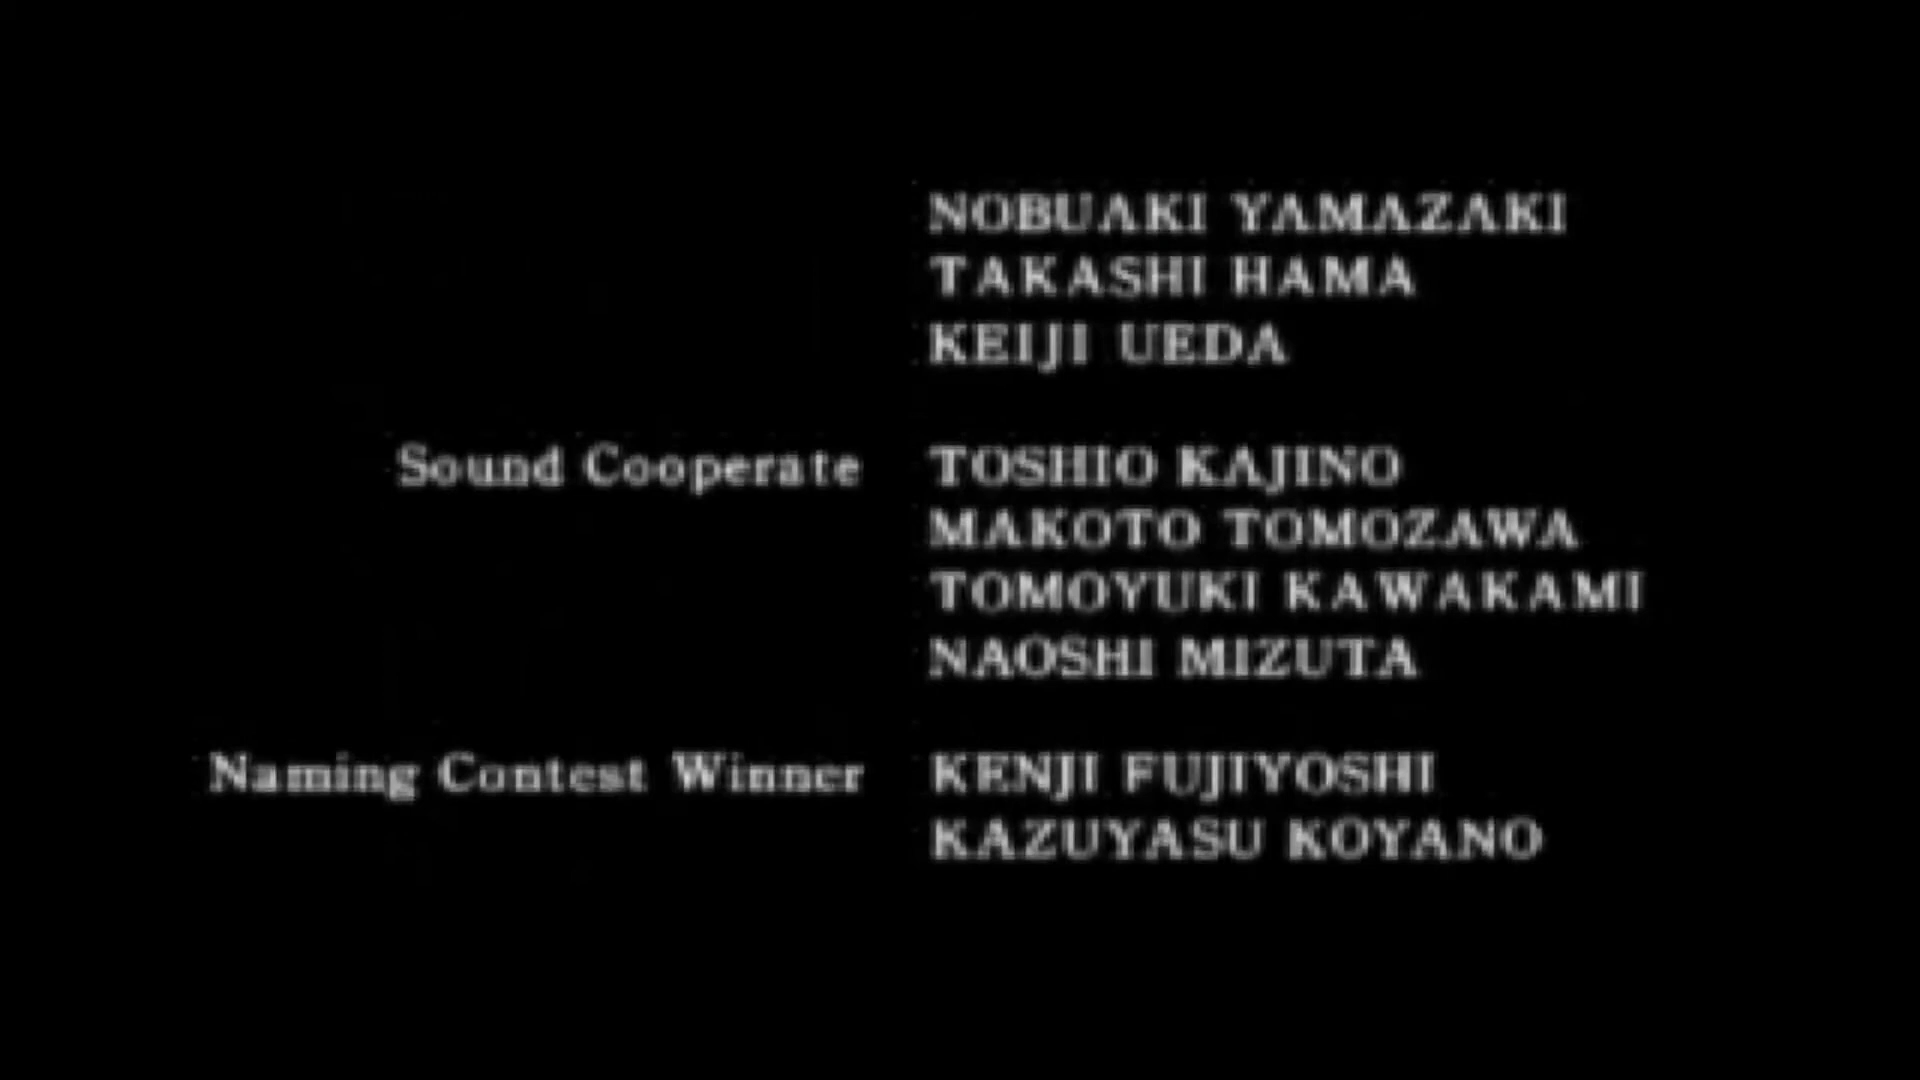 NOBUAKI YAMAZAKI
TAKASHI HAMA
KEIJI UEDA
Sound Cooperate TOSHIO KAJINO
MAKOTO TOMOZAWA
TOMOYUKI KAWAKAMI
NAOSHI MIZUTA
Naming Contest Winner KENJI FUJIYOSHI
KAZUYASU KOYANO